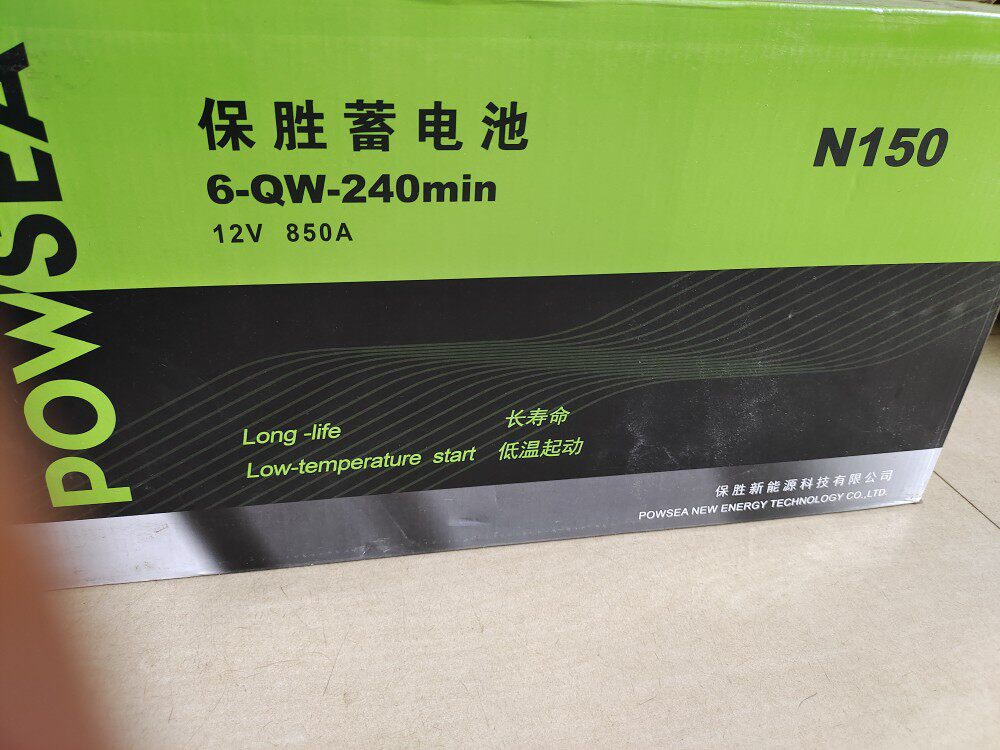 POWSEA
保胜蓄电池
N150
6-QW-240min
12V 850A
Long -life 长寿命
Low-temperature start 低温起动
保胜新能源科技有限公司
POWSEA NEW ENERGY TECHNOLOGY CO.,LTD.